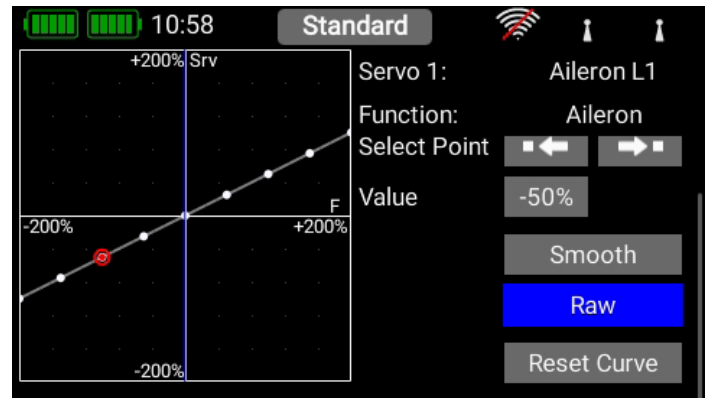 10:58 Standard
+200% Srv
Servo 1: Aileron L1
Function: Aileron
Select Point
F
Value -50%
-200% +200%
Smooth
Raw
Reset Curve
-200%